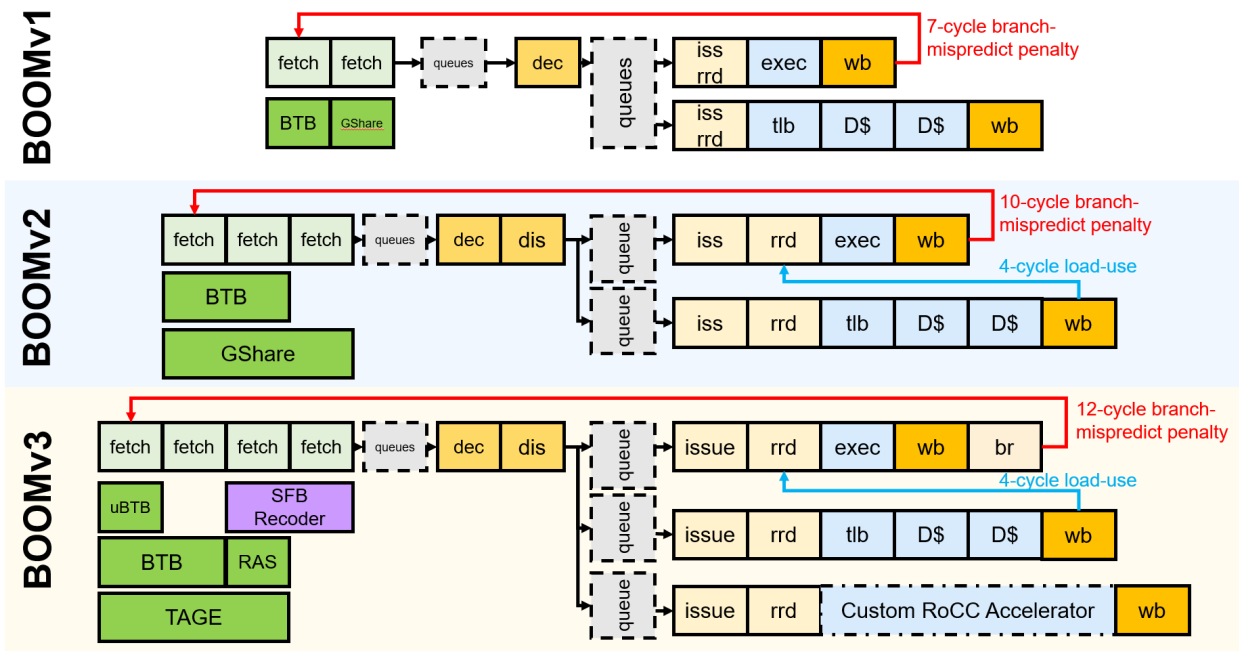 BOOMv1
7-cycle branch-
mispredict penalty
fetch fetch queues dec queues iss rrd exec wb
BTB GShare iss rrd tlb D$ D$ wb
BOOMv2
10-cycle branch-
mispredict penalty
fetch fetch fetch queues dec dis queue iss rrd exec wb
4-cycle load-use
BTB
queue iss rrd tlb D$ D$ wb
GShare
BOOMv3
12-cycle branch-
mispredict penalty
fetch fetch fetch fetch queues dec dis queue issue rrd exec wb br
4-cycle load-use
uBTB
SFB
Recoder
queue issue rrd tlb D$ D$ wb
BTB RAS
TAGE
queue issue rrd Custom RoCC Accelerator wb